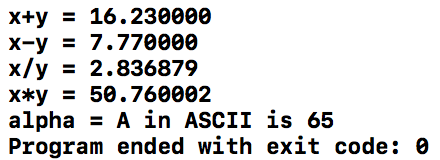 x+y = 16.230000
x-y = 7.770000
x/y = 2.836879
x*y = 50.760002
alpha = A in ASCII is 65
Program ended with exit code: 0